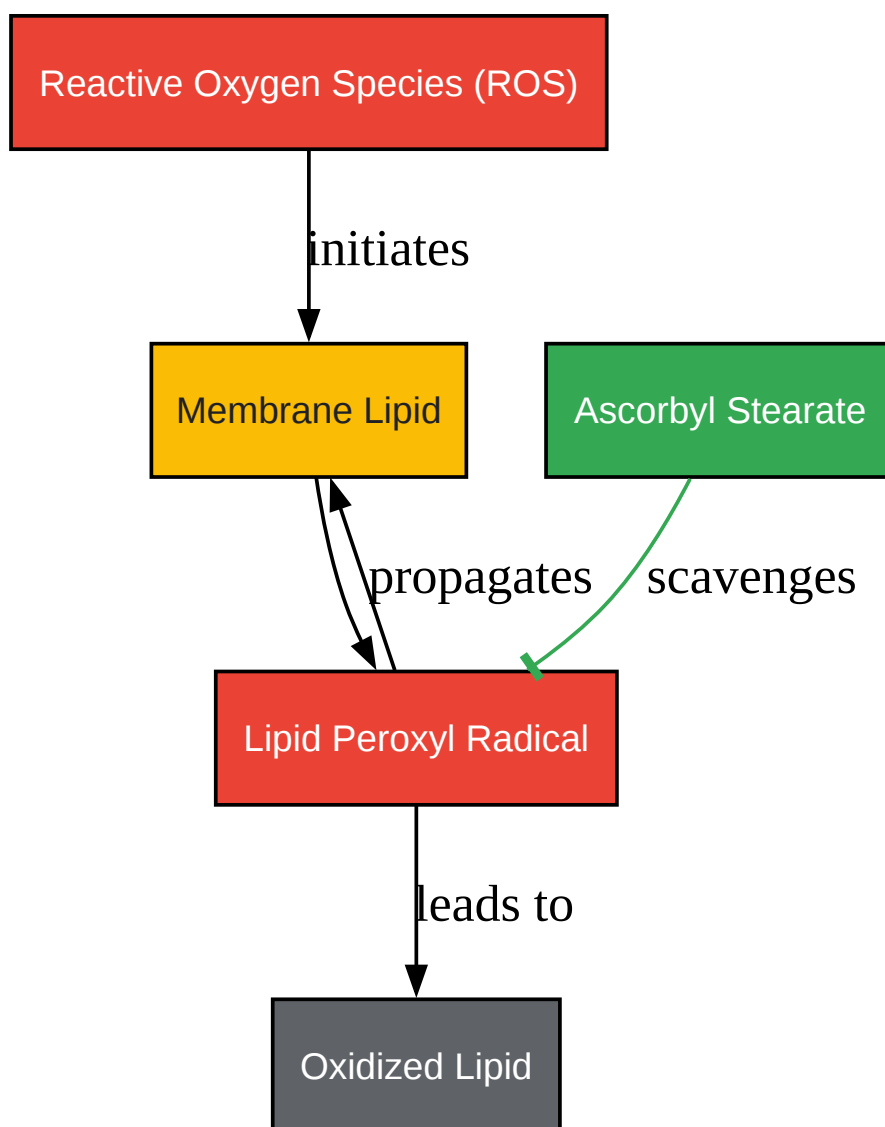 Reactive Oxygen Species (ROS)
initiates
Membrane Lipid
Ascorbyl Stearate
propagates
scavenges
Lipid Peroxyl Radical
leads to
Oxidized Lipid